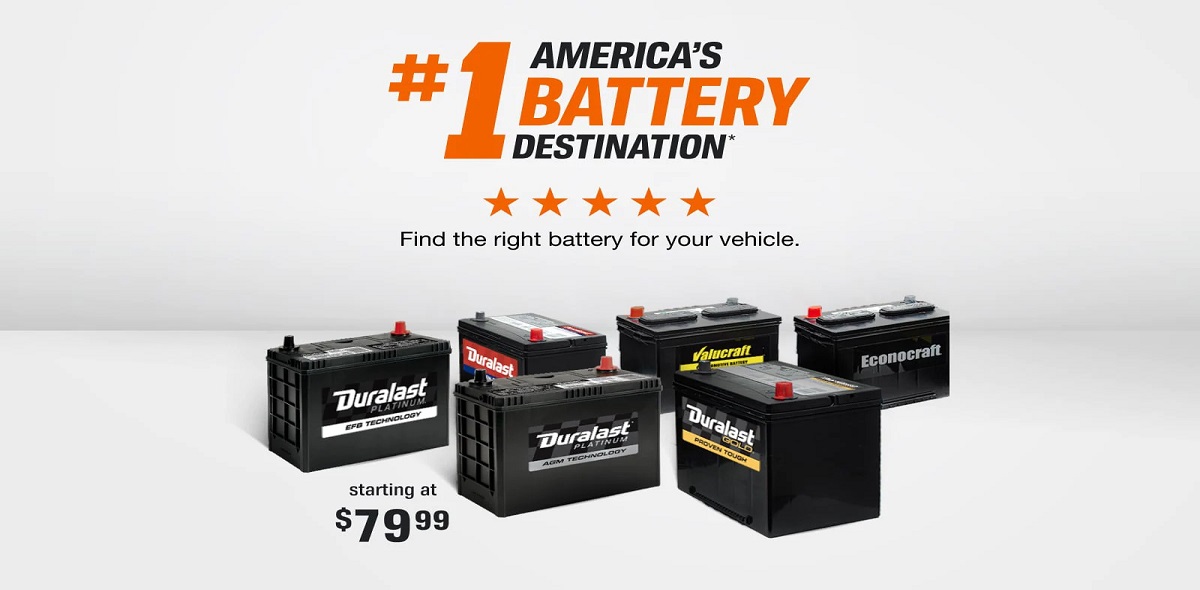 #1 AMERICA'S
BATTERY
DESTINATION*
Find the right battery for your vehicle.
Duralast
PLATINUM
EFB TECHNOLOGY
Duralast
Valucraft
Econocraft
Duralast
PLATINUM
AGM TECHNOLOGY
Duralast
GOLD
PROVEN TOUGH
starting at
$79 99